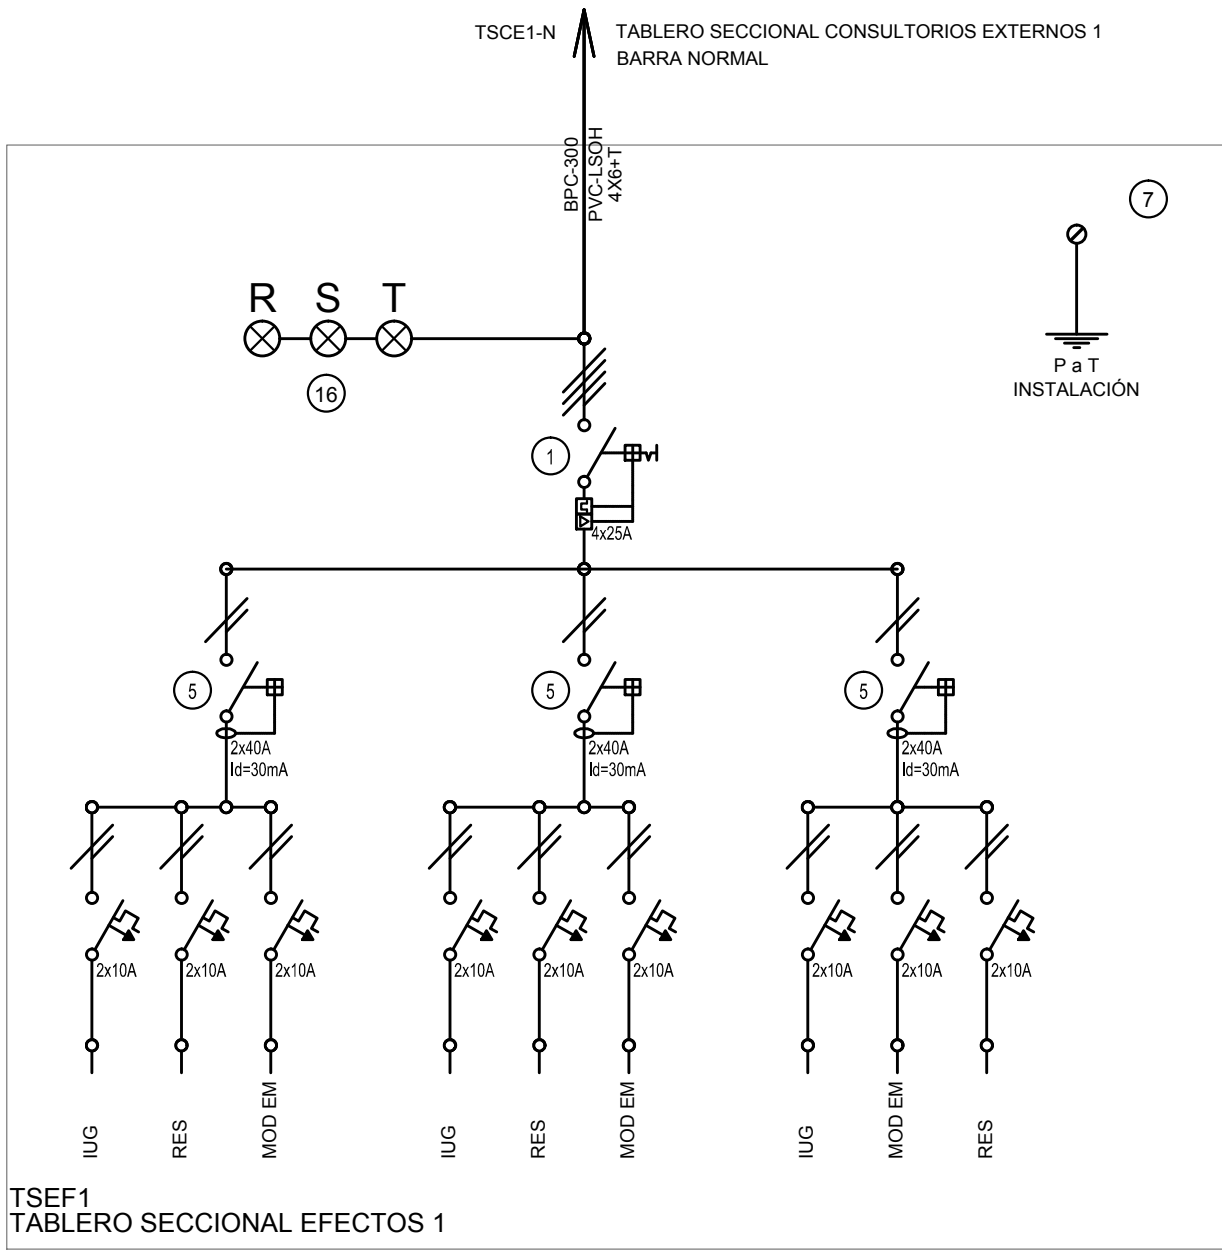 TSCE1-N
TABLERO SECCIONAL CONSULTORIOS EXTERNOS 1
BARRA NORMAL
BPC-300
PVC-LSOH
4X6+T
7
R S T
16
P a T
INSTALACIÓN
1
4x25A
5
5
5
2x40A
Id=30mA
2x40A
Id=30mA
2x40A
Id=30mA
2x10A
2x10A
2x10A
2x10A
2x10A
2x10A
2x10A
2x10A
2x10A
IUG
RES
MOD EM
IUG
RES
MOD EM
IUG
MOD EM
RES
TSEF1
TABLERO SECCIONAL EFECTOS 1